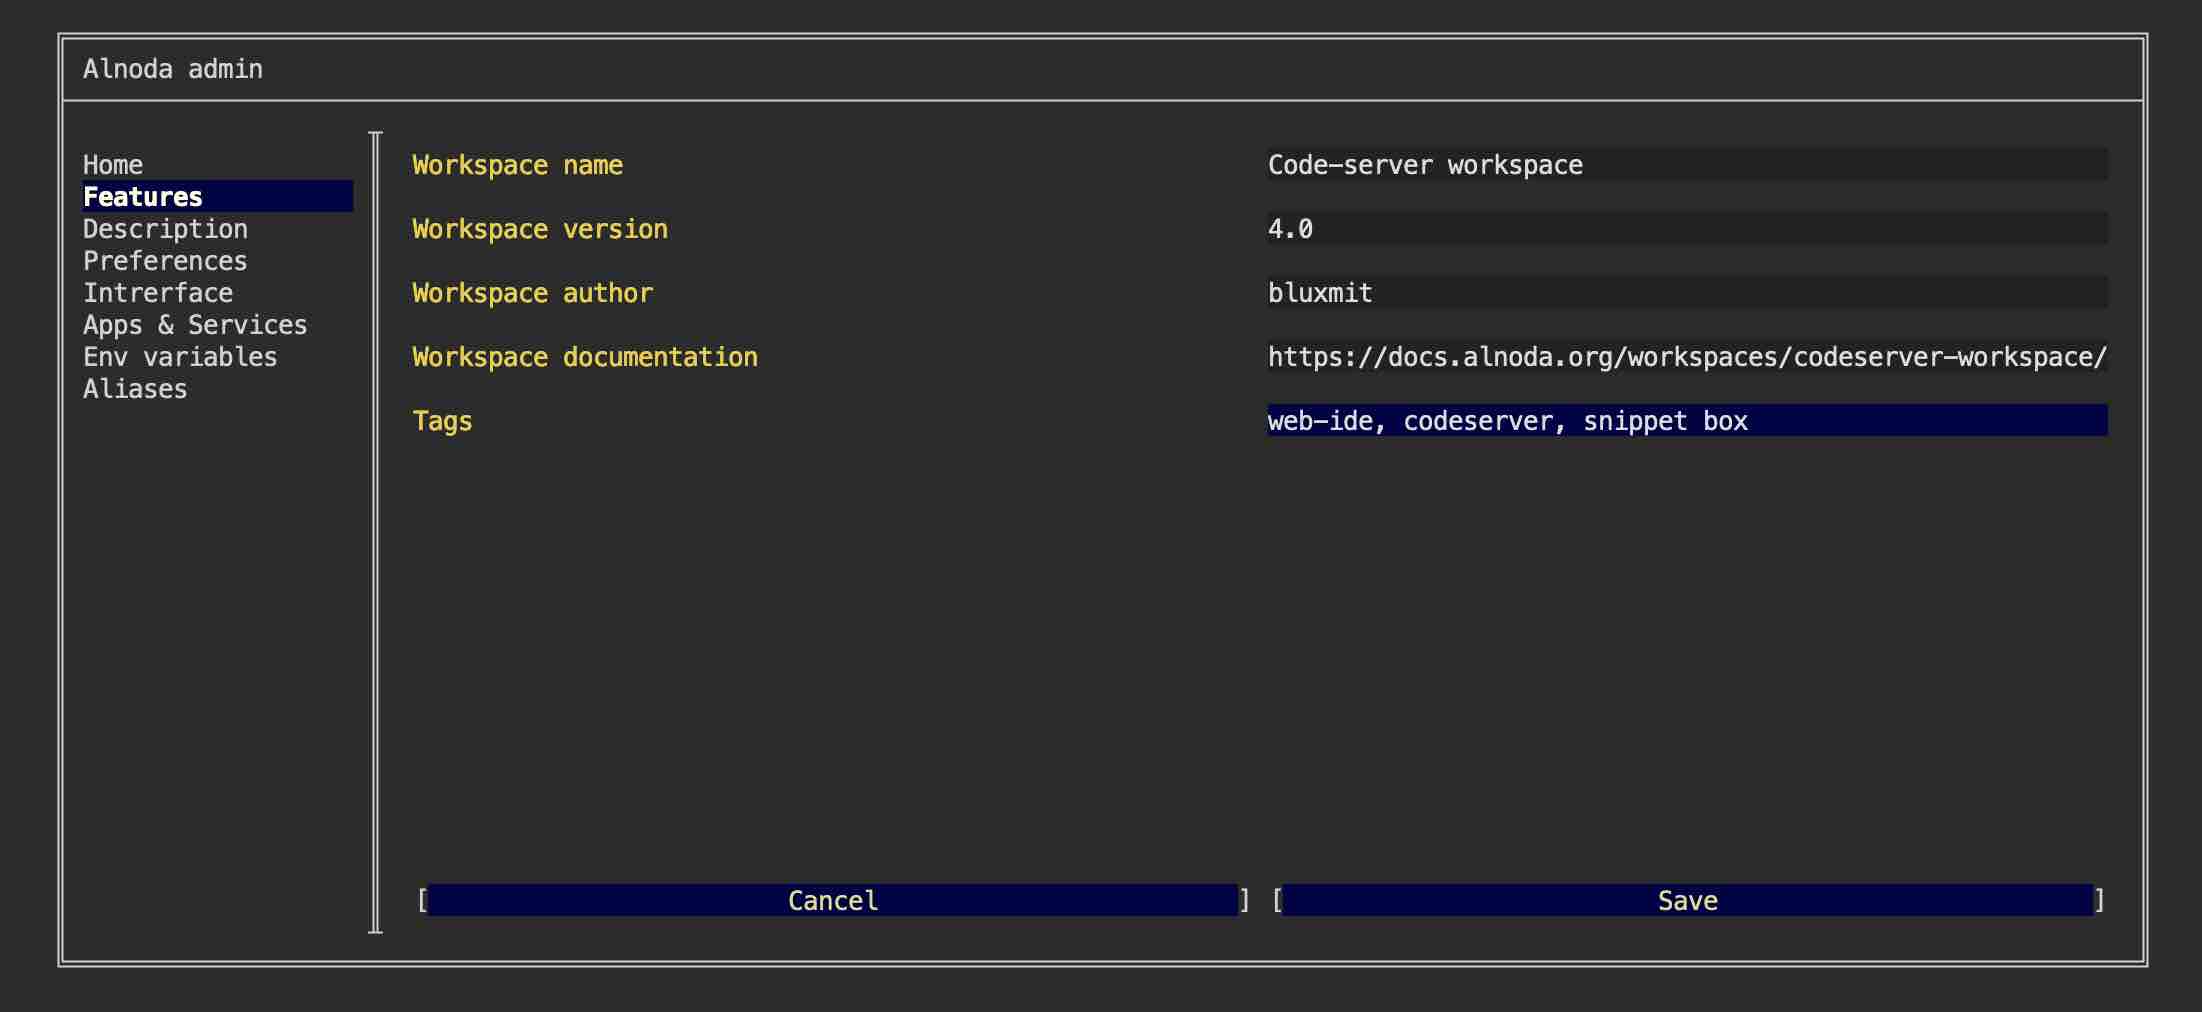 Alnoda admin
Home
Features
Description
Preferences
Intrerface
Apps & Services
Env variables
Aliases
Workspace name Code-server workspace
Workspace version 4.0
Workspace author bluxmit
Workspace documentation https://docs.alnoda.org/workspaces/codeserver-workspace/
Tags web-ide, codeserver, snippet box
[ Cancel ] [ Save ]